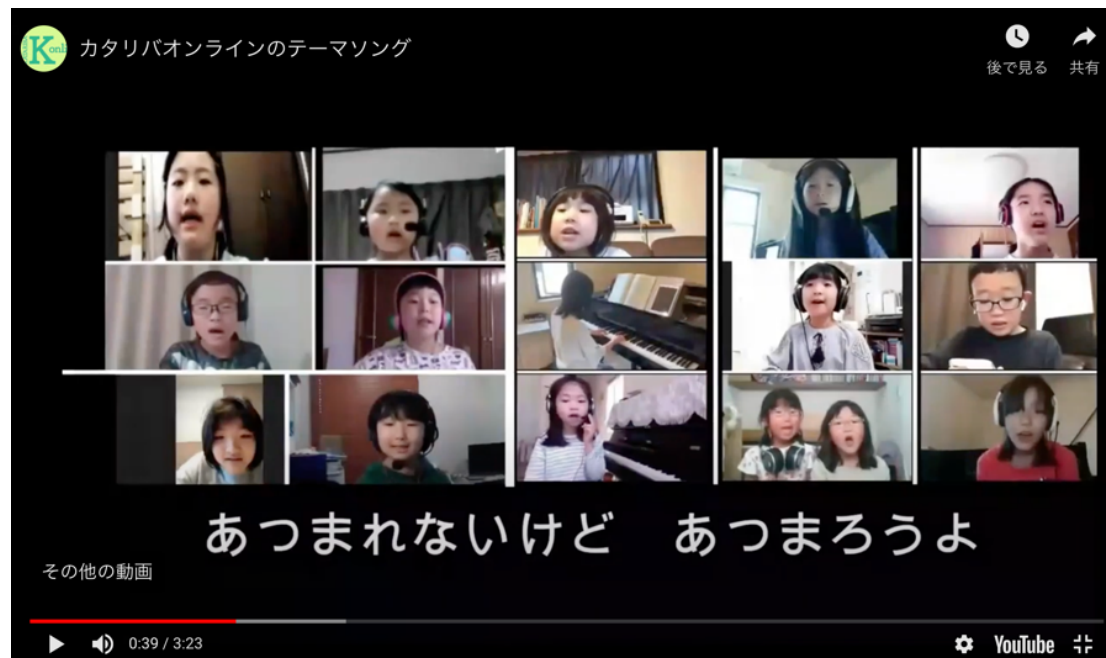 K onli カタリバオンラインのテーマソング
後で見る 共有
あつまれないけど あつまろうよ
その他の動画
0:39 / 3:23
YouTube